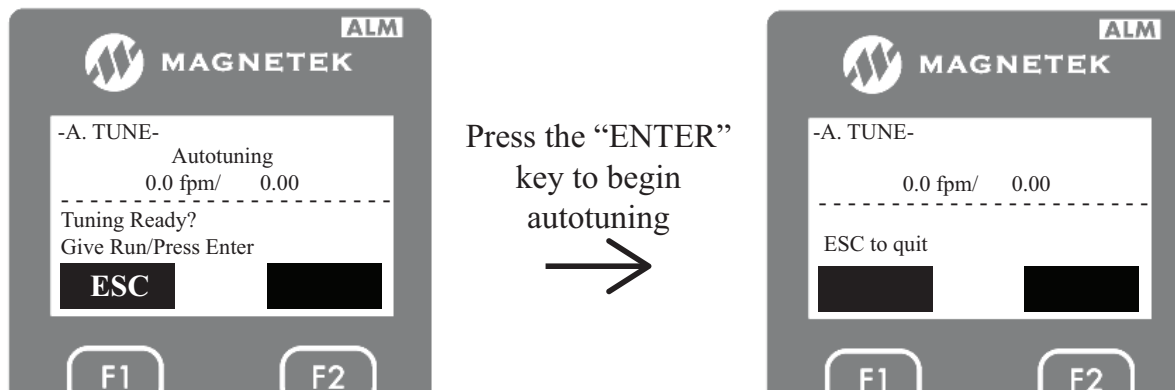 ALM
MAGNETEK
-A. TUNE-
Autotuning
0.0 fpm/ 0.00
Tuning Ready?
Give Run/Press Enter
ESC
F1 F2
Press the “ENTER”
key to begin
autotuning
ALM
MAGNETEK
-A. TUNE-
0.0 fpm/ 0.00
ESC to quit
F1 F2